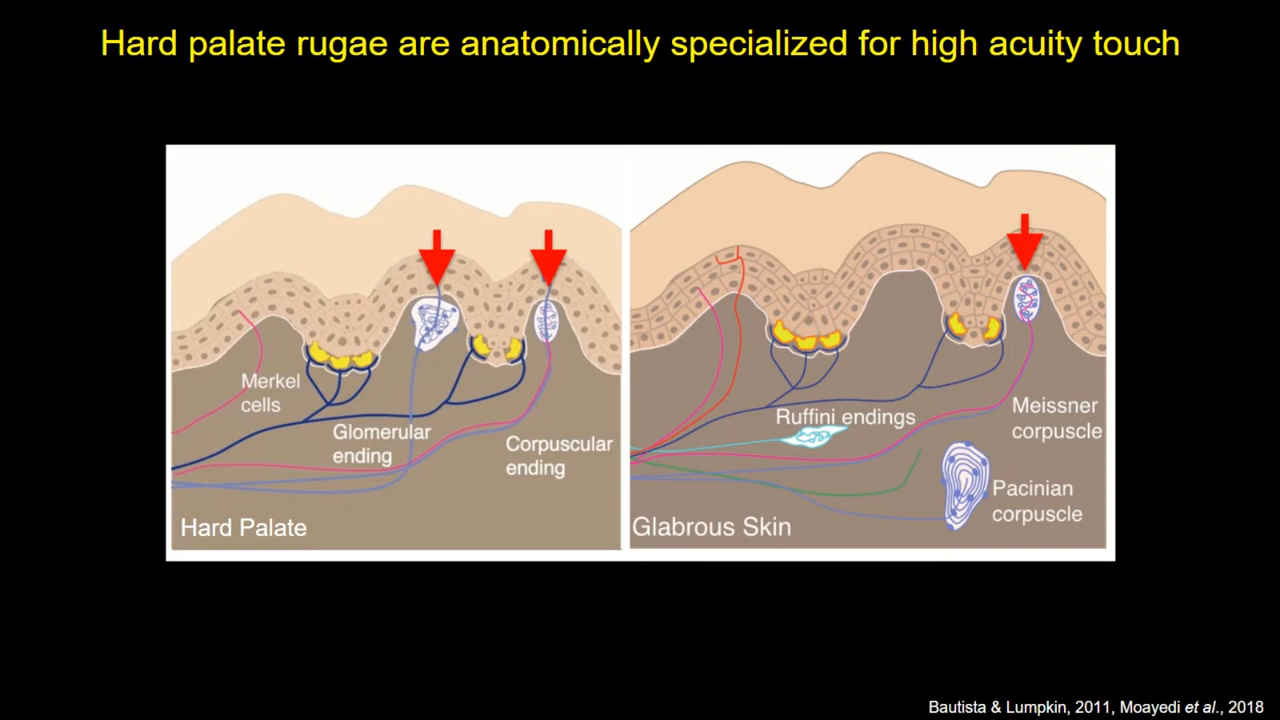 Hard palate rugae are anatomically specialized for high acuity touch
Merkel
cells
Glomerular
ending
Corpuscular
ending
Hard Palate
Ruffini endings
Meissner
corpuscle
Pacinian
corpuscle
Glabrous Skin
Bautista & Lumpkin, 2011, Moayedi et al., 2018